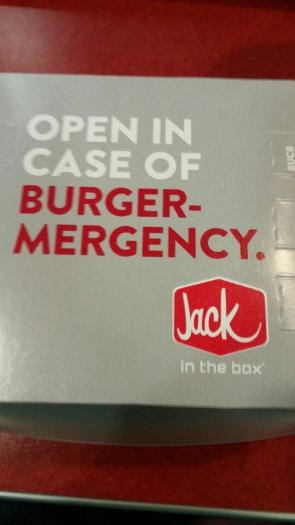 OPEN IN
CASE OF
BURGER-
MERGENCY.
Jack
in the box®